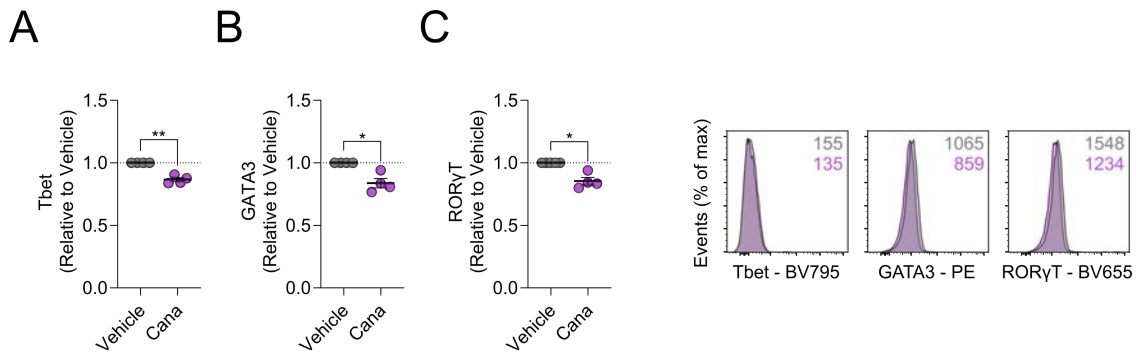 A
B
C
Tbet
(Relative to Vehicle)
1.5
1.0
0.5
0.0
**
Vehicle
Cana
GATA3
(Relative to Vehicle)
1.5
1.0
0.5
0.0
*
Vehicle
Cana
RORγT
(Relative to Vehicle)
1.5
1.0
0.5
0.0
*
Vehicle
Cana
Events (% of max)
155
135
Tbet - BV795
1065
859
GATA3 - PE
1548
1234
RORγT - BV655